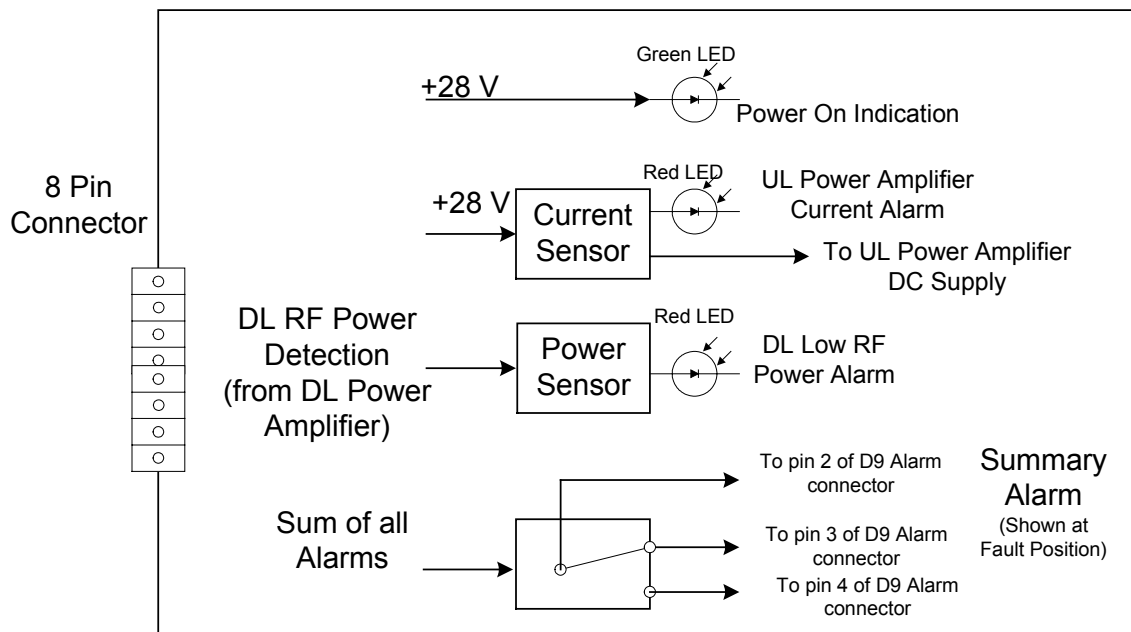 Green LED
+28 V
Power On Indication
8 Pin
Connector
Red LED
UL Power Amplifier
Current Alarm
+28 V
Current
Sensor
To UL Power Amplifier
DC Supply
DL RF Power
Detection
(from DL Power
Amplifier)
Red LED
Power
Sensor
DL Low RF
Power Alarm
To pin 2 of D9 Alarm
connector
Summary
Alarm
(Shown at
Fault Position)
Sum of all
Alarms
To pin 3 of D9 Alarm
connector
To pin 4 of D9 Alarm
connector